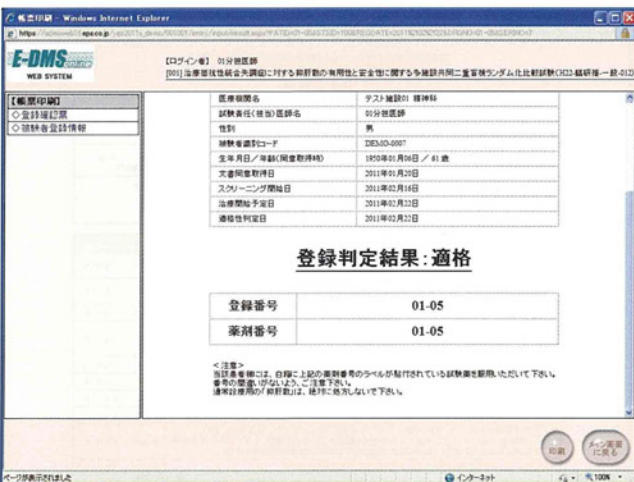 帳票印刷 - Windows Internet Explorer
E-DMS online
WEB SYSTEM
【ログイン者】 01分担医師
[001] 治療抵抗性統合失調症に対する抑肝散の有用性と安全性に関する多施設共同二重盲検ランダム化比較試験(H22-臨研推-一般-012)
【帳票印刷】
◇登録確認票
◇被験者登録情報
医療機関名 テスト施設01 精神科
試験責任(担当)医師名 01分担医師
性別 男
被験者識別コード DEMO-0007
生年月日/年齢(同意取得時) 1950年01月06日 / 61 歳
文書同意取得日 2011年01月20日
スクリーニング開始日 2011年02月16日
治療開始予定日 2011年02月22日
適格性判定日 2011年02月22日
登録判定結果:適格
登録番号 01-05
薬剤番号 01-05
<注意>
当該患者様には、白箱に上記の薬剤番号のラベルが貼付されている試験薬を服用いただいて下さい。
番号の間違いがないよう、ご注意下さい。
通常診療用の「抑肝散」は、絶対に処方しないで下さい。
印刷
メイン画面に戻る
ページが表示されました
インターネット
100%